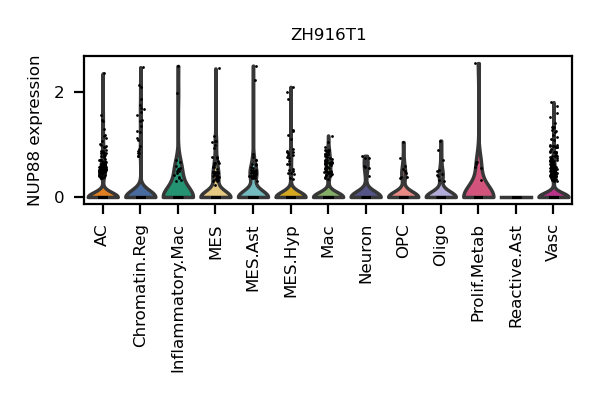 ZH916T1
NUP88 expression
2
0
AC
Chromatin.Reg
Inflammatory.Mac
MES
MES.Ast
MES.Hyp
Mac
Neuron
OPC
Oligo
Prolif.Metab
Reactive.Ast
Vasc